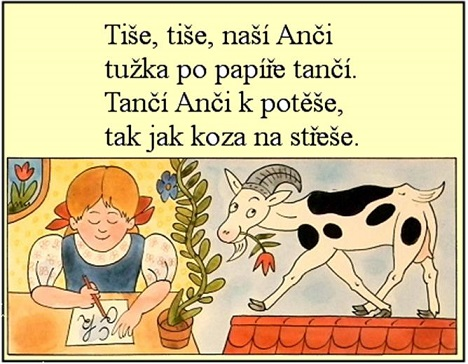 Tiše, tiše, naší Anči
tužka po papíře tančí.
Tančí Anči k potěše,
tak jak koza na střeše.